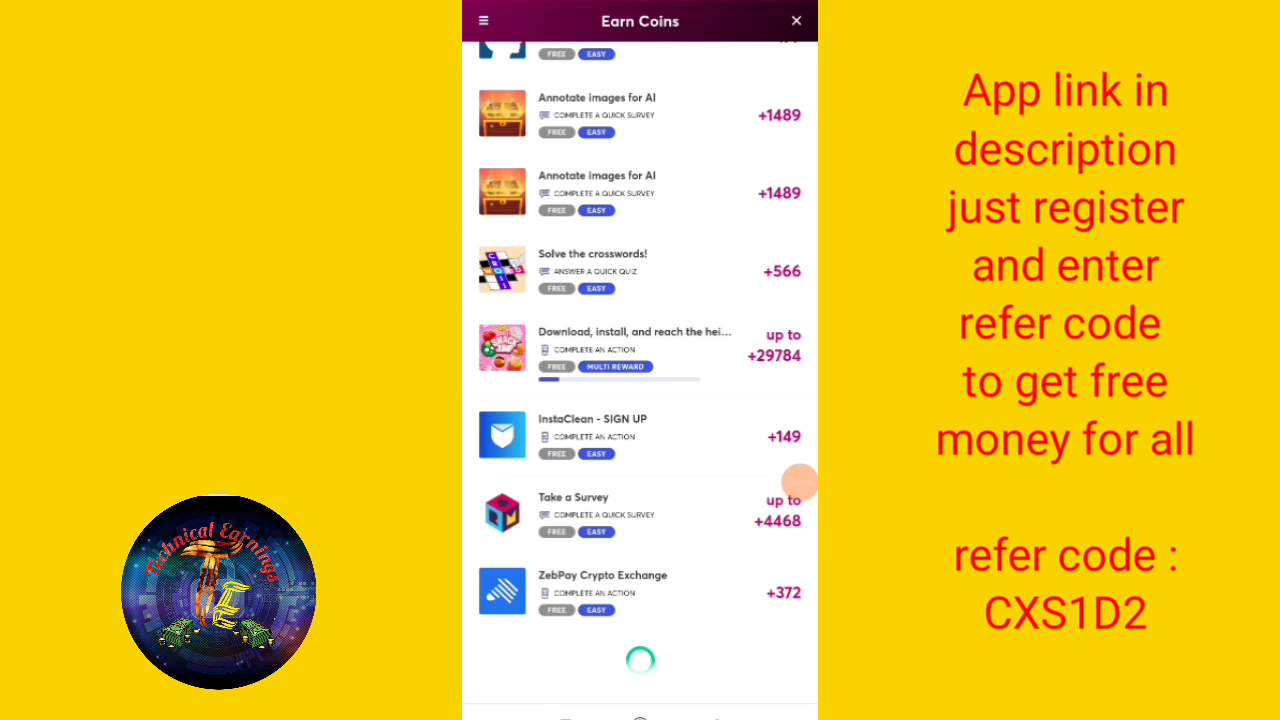 Earn Coins
FREE EASY
Annotate images for AI
COMPLETE A QUICK SURVEY
+1489
FREE EASY
Annotate images for AI
COMPLETE A QUICK SURVEY
+1489
FREE EASY
Solve the crosswords!
ANSWER A QUICK QUIZ
+566
FREE EASY
Download, install, and reach the hei...
COMPLETE AN ACTION
up to
+29784
FREE MULTI REWARD
InstaClean - SIGN UP
COMPLETE AN ACTION
+149
FREE EASY
Take a Survey
COMPLETE A QUICK SURVEY
up to
+4468
FREE EASY
ZebPay Crypto Exchange
COMPLETE AN ACTION
+372
FREE EASY
App link in
description
just register
and enter
refer code
to get free
money for all
refer code :
CXS1D2
Technical Earnings
TE